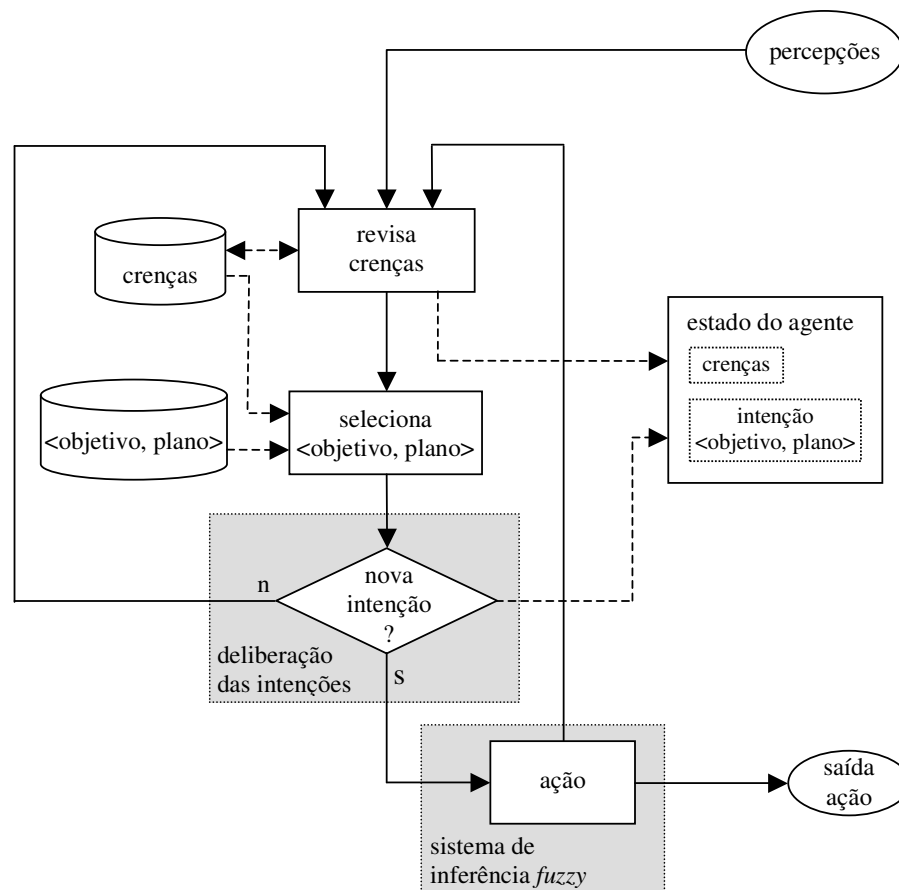 percepções
revisa
crenças
crenças
estado do agente
crenças
intenção
<objetivo, plano>
seleciona
<objetivo, plano>
<objetivo, plano>
n
nova
intenção
?
deliberação
das intenções
s
ação
saída
ação
sistema de
inferência fuzzy